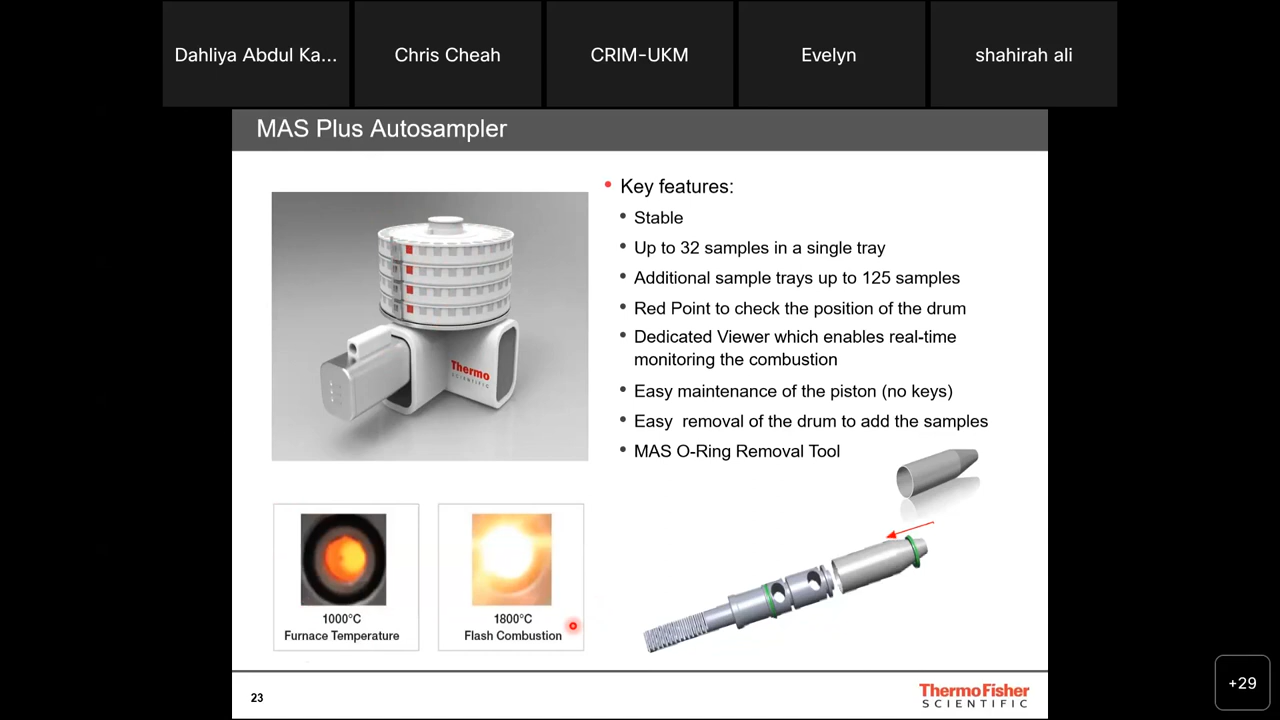 Dahliya Abdul Ka...
Chris Cheah
CRIM-UKM
Evelyn
shahirah ali
MAS Plus Autosampler
Key features:
Stable
Up to 32 samples in a single tray
Additional sample trays up to 125 samples
Red Point to check the position of the drum
Dedicated Viewer which enables real-time
monitoring the combustion
Easy maintenance of the piston (no keys)
Easy removal of the drum to add the samples
MAS O-Ring Removal Tool
Thermo
SCIENTIFIC
1000°C
Furnace Temperature
1800°C
Flash Combustion
23
ThermoFisher
SCIENTIFIC
+29